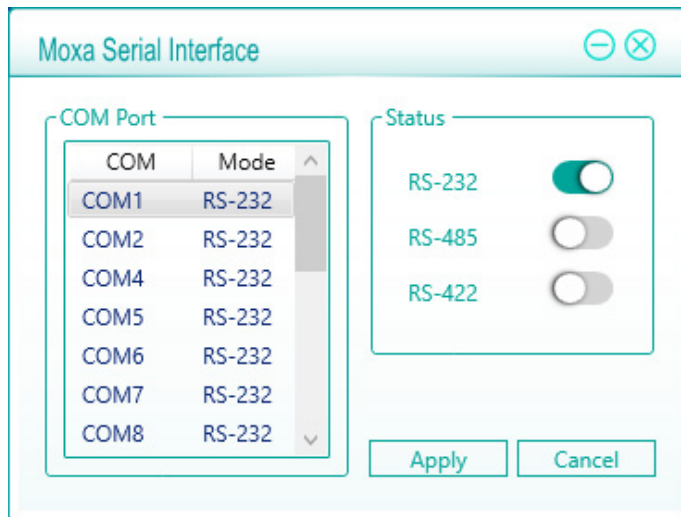 Moxa Serial Interface
COM Port
COM Mode
COM1 RS-232
COM2 RS-232
COM4 RS-232
COM5 RS-232
COM6 RS-232
COM7 RS-232
COM8 RS-232
Status
RS-232
RS-485
RS-422
Apply Cancel